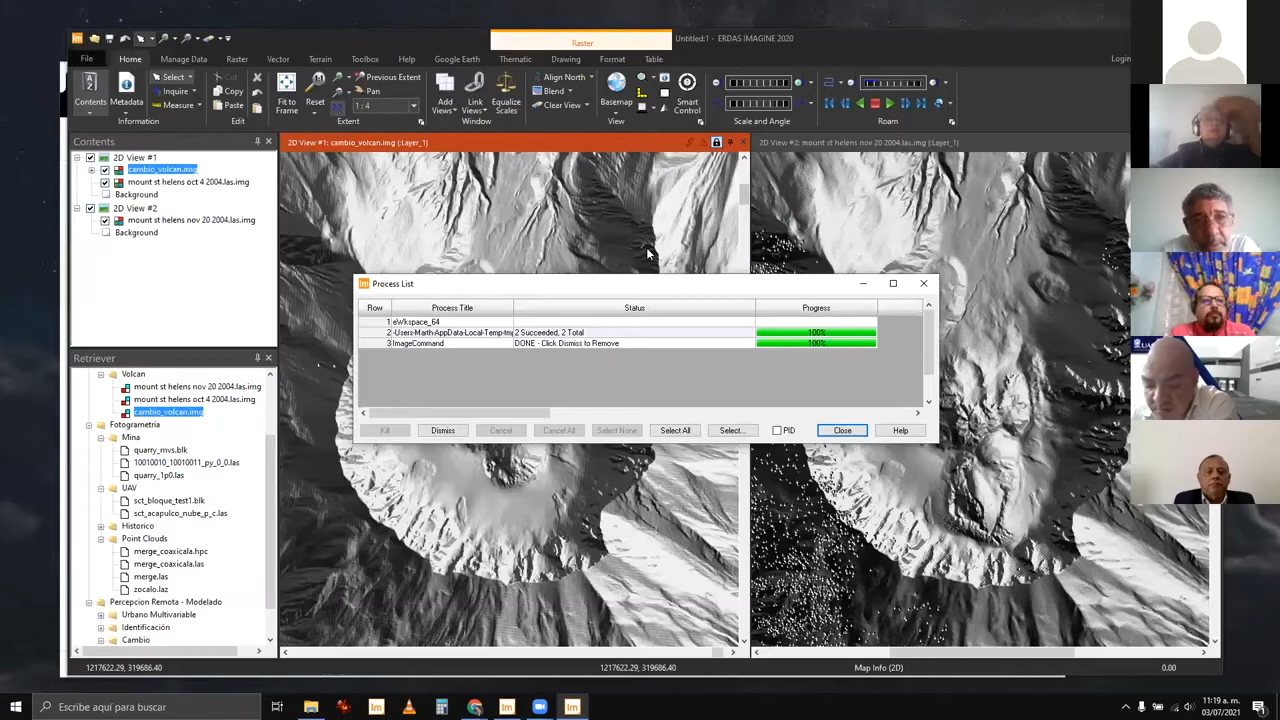 Raster
Untitled:1 - ERDAS IMAGINE 2020
File
Home
Manage Data
Raster
Vector
Terrain
Toolbox
Help
Google Earth
Thematic
Drawing
Format
Table
Login
Contents
Metadata
Select
Inquire
Measure
Information
Cut
Copy
Paste
Edit
Fit to Frame
Reset
Previous Extent
Pan
1 : 4
Extent
Add Views
Link Views
Equalize Scales
Window
Align North
Blend
Clear View
Basemap
View
Smart Control
Scale and Angle
Roam
Contents
2D View #1
cambio_volcan.img
mount st helens oct 4 2004.las.img
Background
2D View #2
mount st helens nov 20 2004.las.img
Background
2D View #1: cambio_volcan.img (:Layer_1)
2D View #2: mount st helens nov 20 2004.las.img (:Layer_1)
Process List
Row Process Title Status Progress
1 eWkspace_64
2 -Users-Marth-AppData-Local-Temp-tmp 2 Succeeded, 2 Total 100%
3 ImageCommand DONE - Click Dismiss to Remove 100%
Kill Dismiss Cancel Cancel All Select None Select All Select... PID Close Help
Retriever
Volcan
mount st helens nov 20 2004.las.img
mount st helens oct 4 2004.las.img
cambio_volcan.img
Fotogrametria
Mina
quarry_mvs.blk
10010010_10010011_py_0_0.las
quarry_1p0.las
UAV
sct_bloque_test1.blk
sct_acapulco_nube_p_c.las
Historico
Point Clouds
merge_coaxicala.hpc
merge_coaxicala.las
merge.las
zocalo.laz
Percepcion Remota - Modelado
Urbano Multivariable
Identificación
Cambio
1217622.29, 319686.40
1217622.29, 319686.40
Map Info (2D)
0.00
Escribe aquí para buscar
11:19 a. m.
03/07/2021